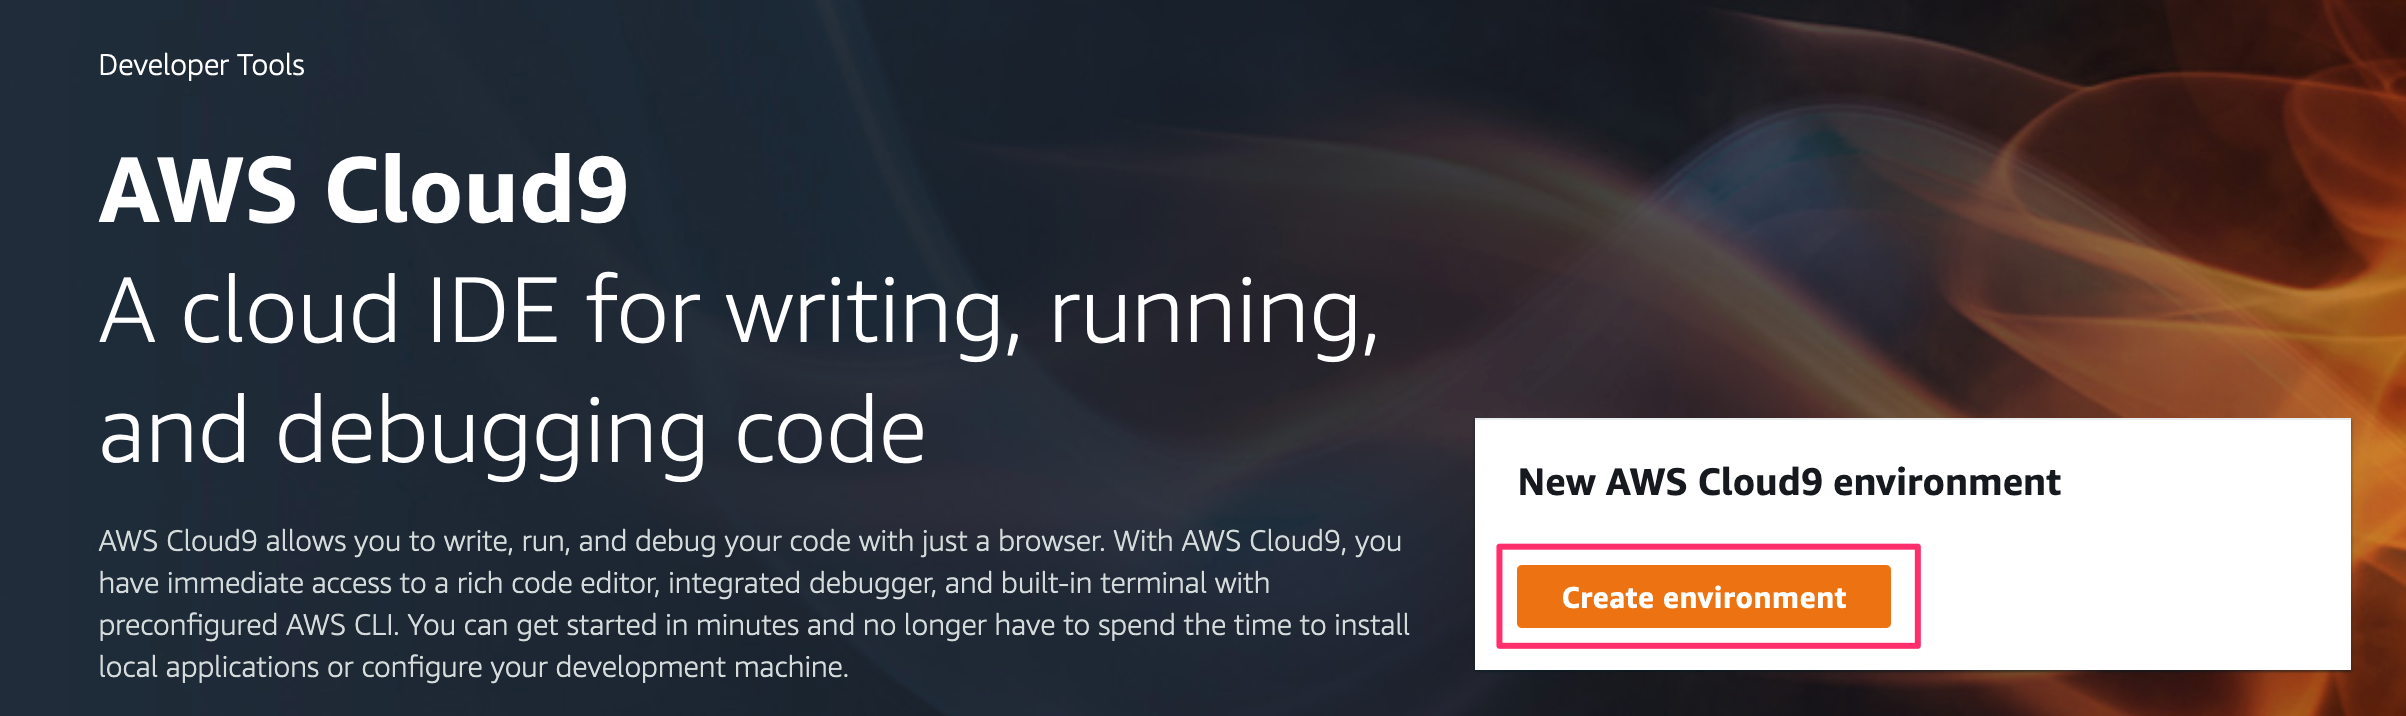 Developer Tools
AWS Cloud9
A cloud IDE for writing, running,
and debugging code
AWS Cloud9 allows you to write, run, and debug your code with just a browser. With AWS Cloud9, you
have immediate access to a rich code editor, integrated debugger, and built-in terminal with
preconfigured AWS CLI. You can get started in minutes and no longer have to spend the time to install
local applications or configure your development machine.
New AWS Cloud9 environment
Create environment